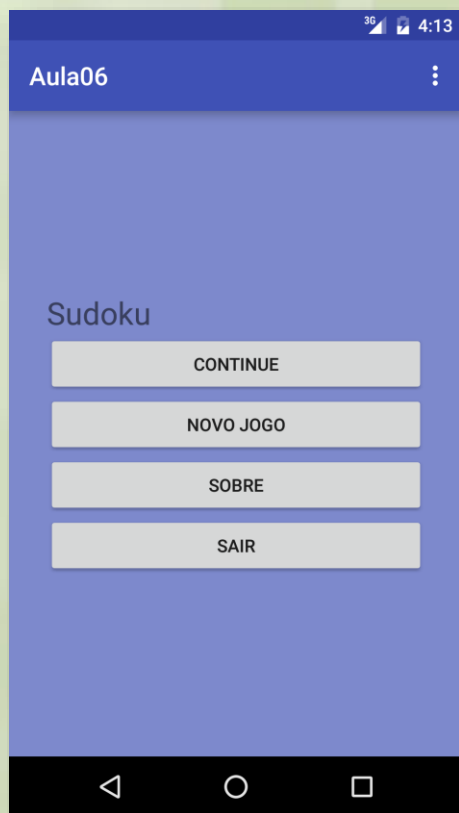 3G 4:13
Aula06
Sudoku
CONTINUE
NOVO JOGO
SOBRE
SAIR